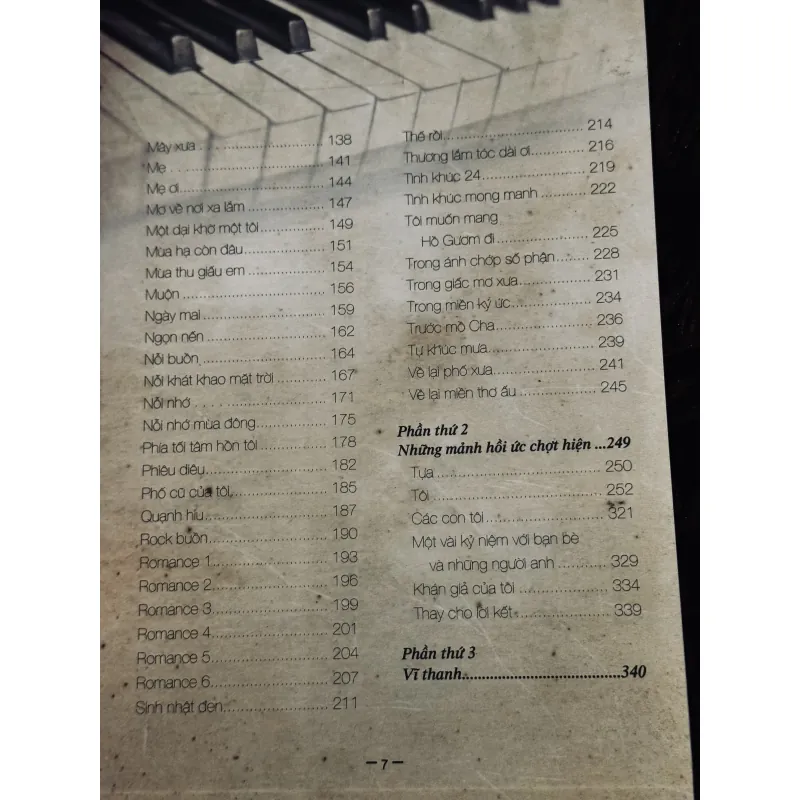 Mây xưa . . ........................... 138
Mẹ . ................................ 141
Mẹ ơi ............................... 144
Mơ về nơi xa lắm ................ 147
Một dại khờ một tôi .............. 149
Mùa hạ còn đâu .................. 151
Mùa thu giấu em .................. 154
Muộn ................................ 156
Ngày mai ........................... 159
Ngọn nến ........................... 162
Nỗi buồn ............................ 164
Nỗi khát khao mặt trời ........... 167
Nỗi nhớ ............................. 171
Nỗi nhớ mùa đông ................ 175
Phía tối tâm hồn tôi .............. 178
Phiêu diêu .......................... 182
Phố cũ của tôi ..................... 185
Quạnh hiu .......................... 187
Rock buồn .......................... 190
Romance 1 ......................... 193
Romance 2 ......................... 196
Romance 3 ......................... 199
Romance 4 ......................... 201
Romance 5 ......................... 204
Romance 6 ......................... 207
Sinh nhật đen ...................... 211
Thế rồi... ............................ 214
Thương lắm tóc dài ơi ............ 216
Tình khúc 24 ....................... 219
Tình khúc mong manh ........... 222
Tôi muốn mang
Hồ Gươm đi ........................ 225
Trong ánh chớp số phận ........ 228
Trong giấc mơ xưa ............... 231
Trong miền ký ức ................. 234
Trước mồ Cha ...................... 236
Tự khúc mưa ....................... 239
Về lại phố xưa ..................... 241
Về lại miền thơ ấu ................ 245
Phần thứ 2
Những mảnh hồi ức chợt hiện ...249
Tựa .................................. 250
Tôi ................................... 252
Các con tôi ......................... 321
Một vài kỷ niệm với bạn bè
và những người anh ............ 329
Khán giả của tôi ................... 334
Thay cho lời kết ................... 339
Phần thứ 3
Vĩ thanh ............................ 340
– 7 –